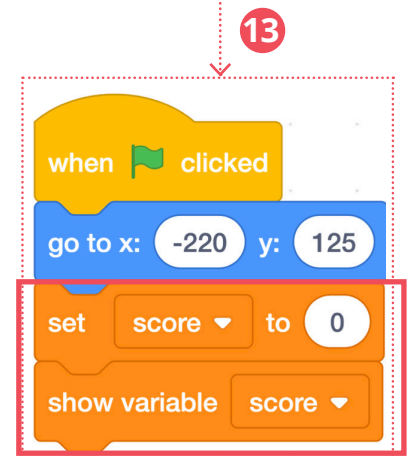 13
when clicked
go to x: -220 y: 125
set score to 0
show variable score